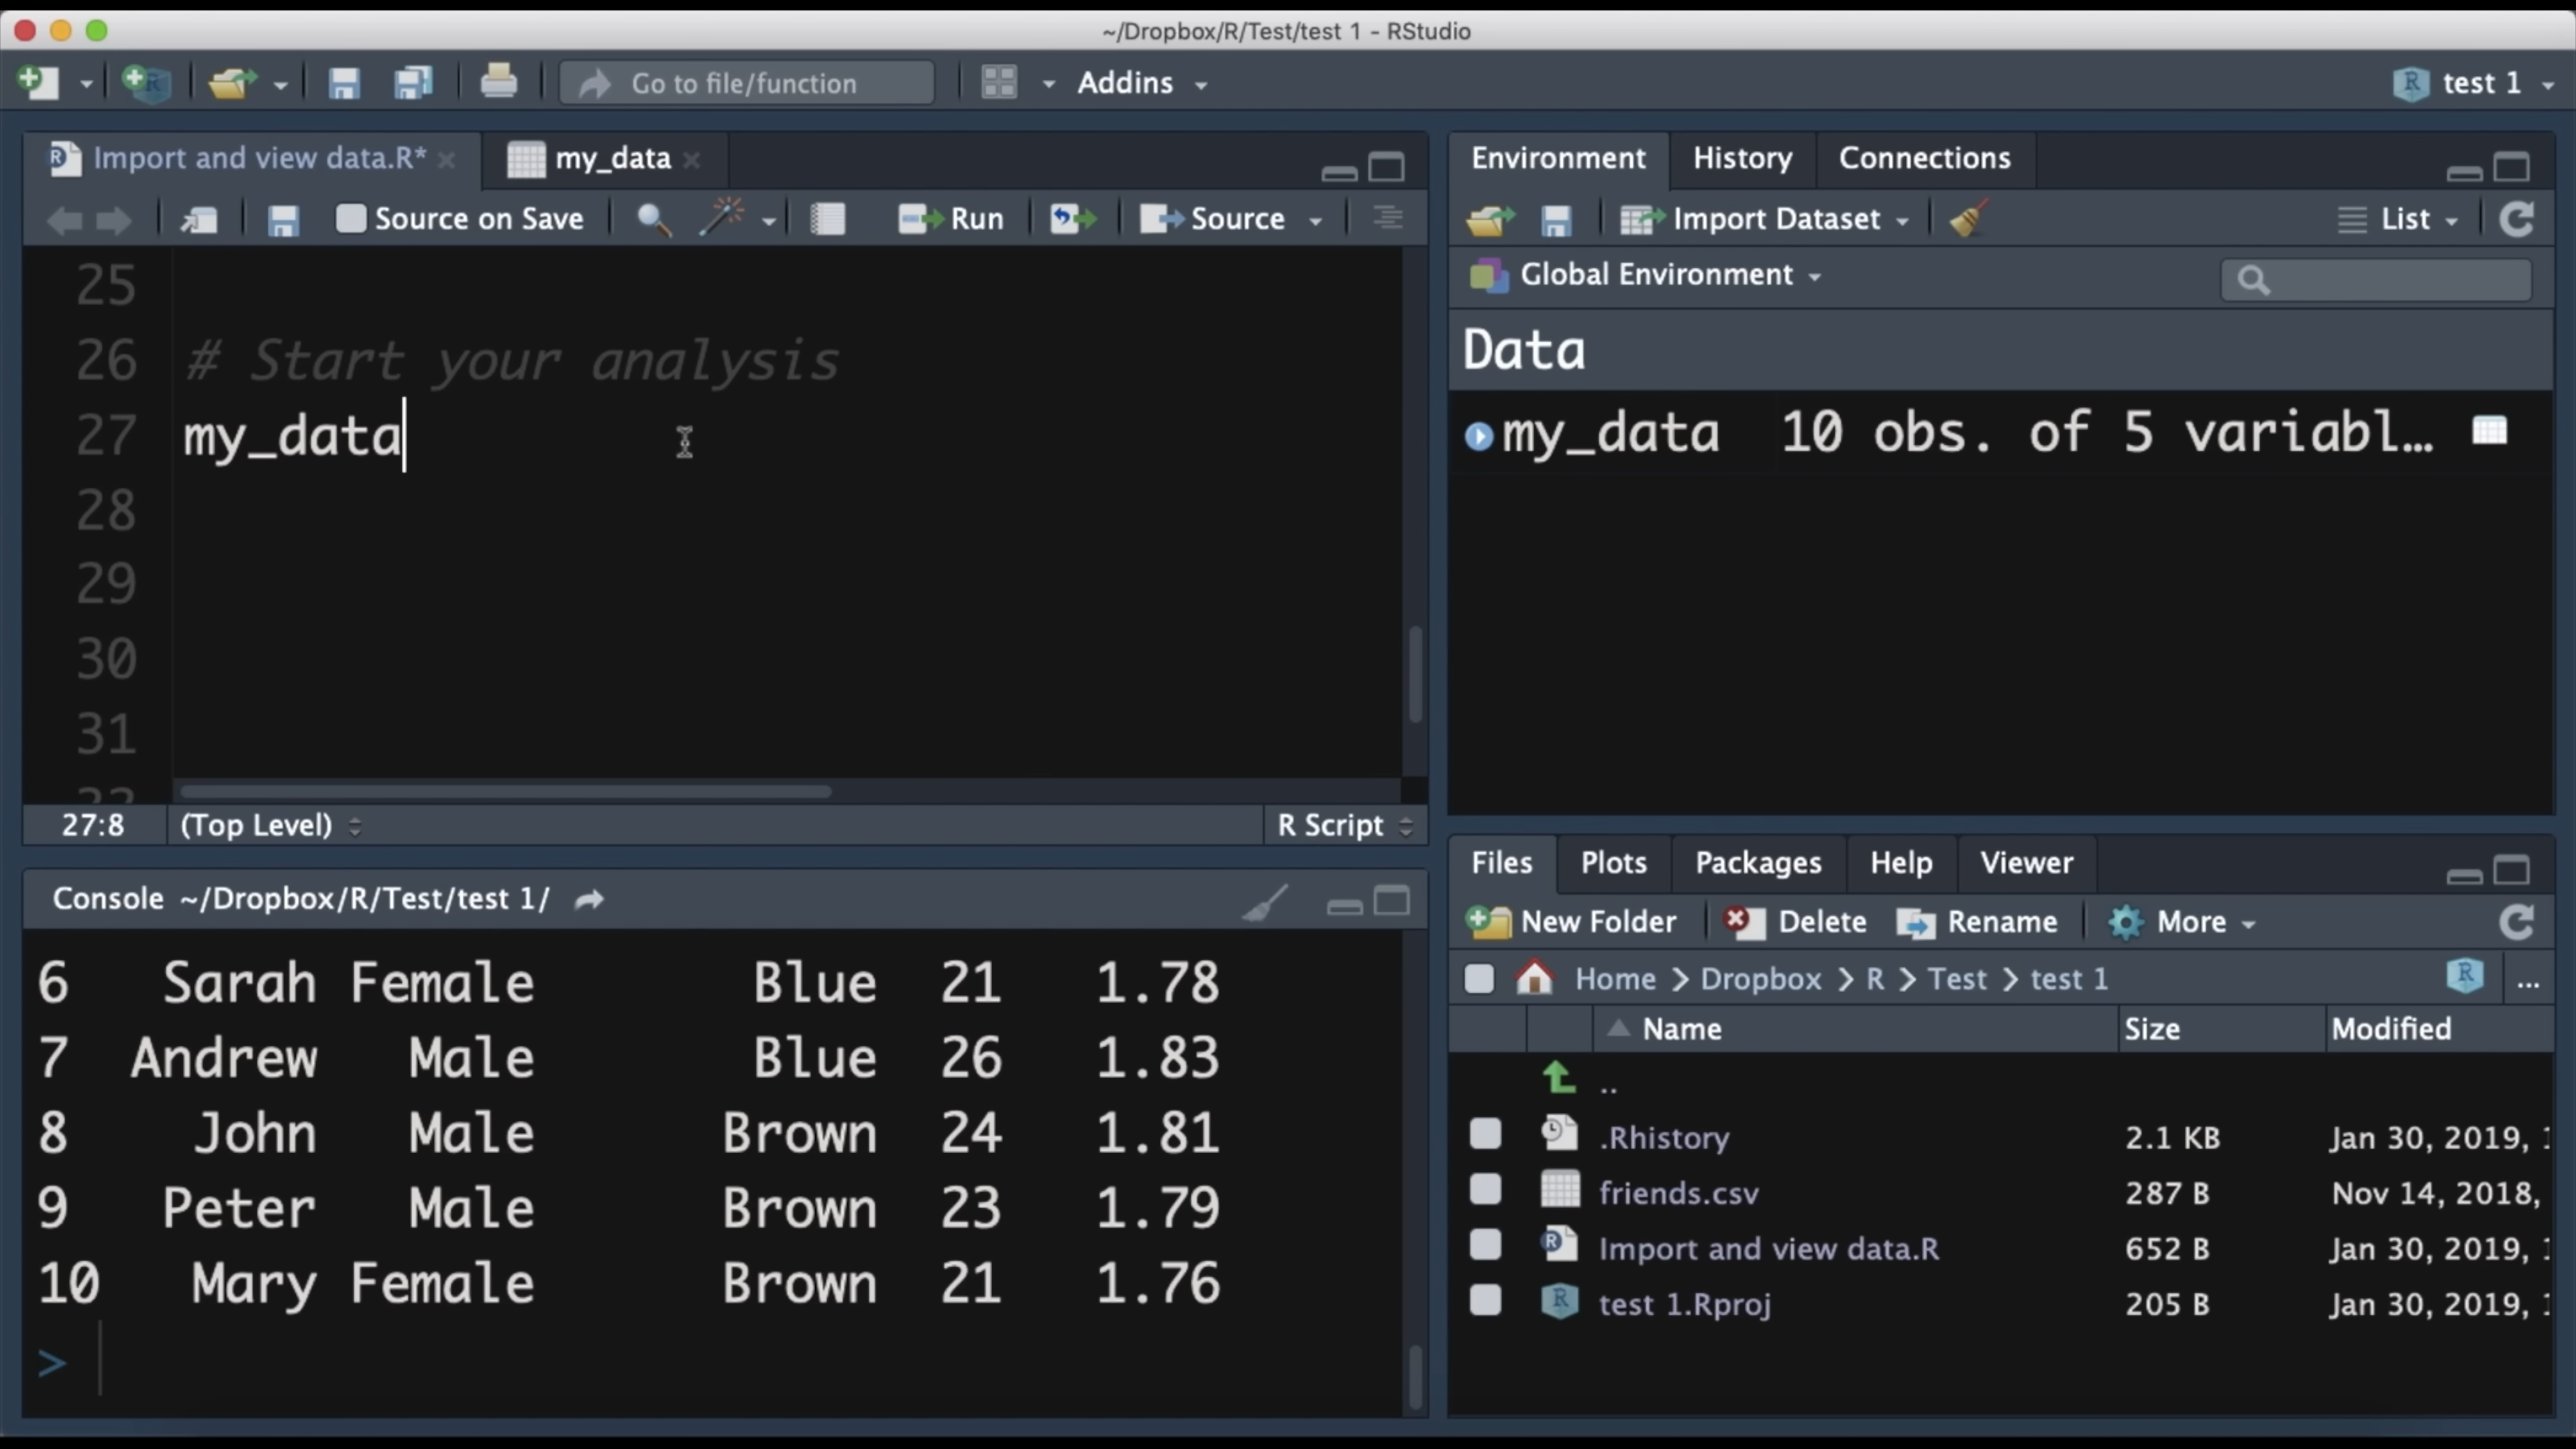 ~/Dropbox/R/Test/test 1 - RStudio
Go to file/function
Addins
test 1
Import and view data.R*
my_data
Source on Save
Run
Source
25
26 # Start your analysis
27 my_data
28
29
30
31
27:8
(Top Level)
R Script
Console ~/Dropbox/R/Test/test 1/
6 Sarah Female Blue 21 1.78
7 Andrew Male Blue 26 1.83
8 John Male Brown 24 1.81
9 Peter Male Brown 23 1.79
10 Mary Female Brown 21 1.76
>
Environment
History
Connections
Import Dataset
List
Global Environment
Data
my_data 10 obs. of 5 variabl…
Files
Plots
Packages
Help
Viewer
New Folder
Delete
Rename
More
Home > Dropbox > R > Test > test 1
...
Name Size Modified
..
.Rhistory 2.1 KB Jan 30, 2019,
friends.csv 287 B Nov 14, 2018,
Import and view data.R 652 B Jan 30, 2019,
test 1.Rproj 205 B Jan 30, 2019,